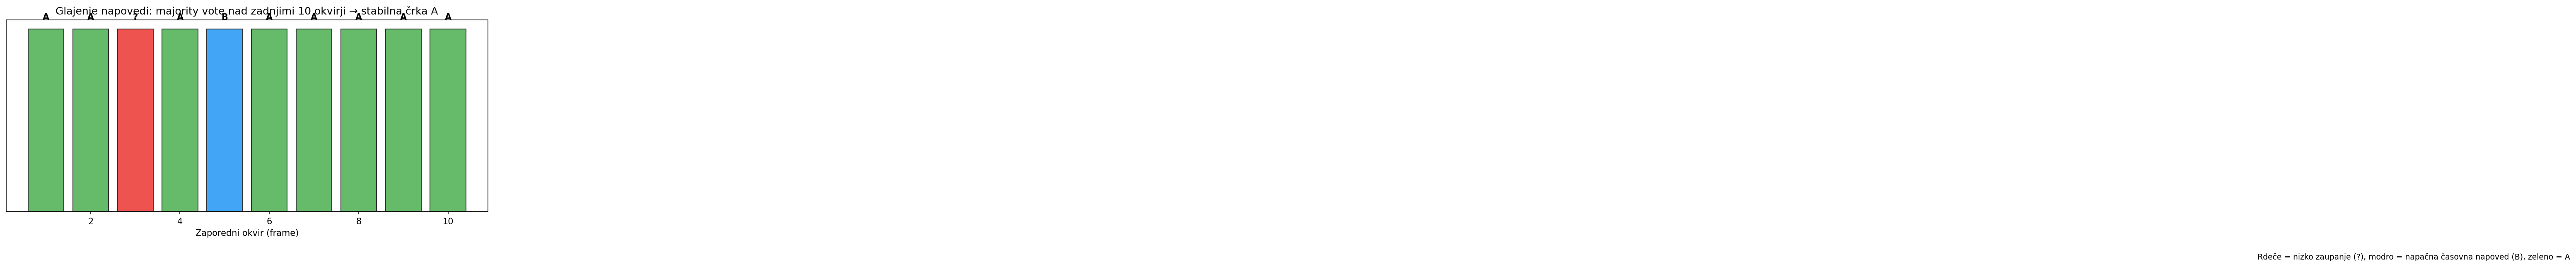 Glajenje napovedi: majority vote nad zadnjimi 10 okvirji → stabilna črka A
A A ? A B A A A A A
2 4 6 8 10
Zaporedni okvir (frame)
Rdeče = nizko zaupanje (?), modro = napačna časovna napoved (B), zeleno = A